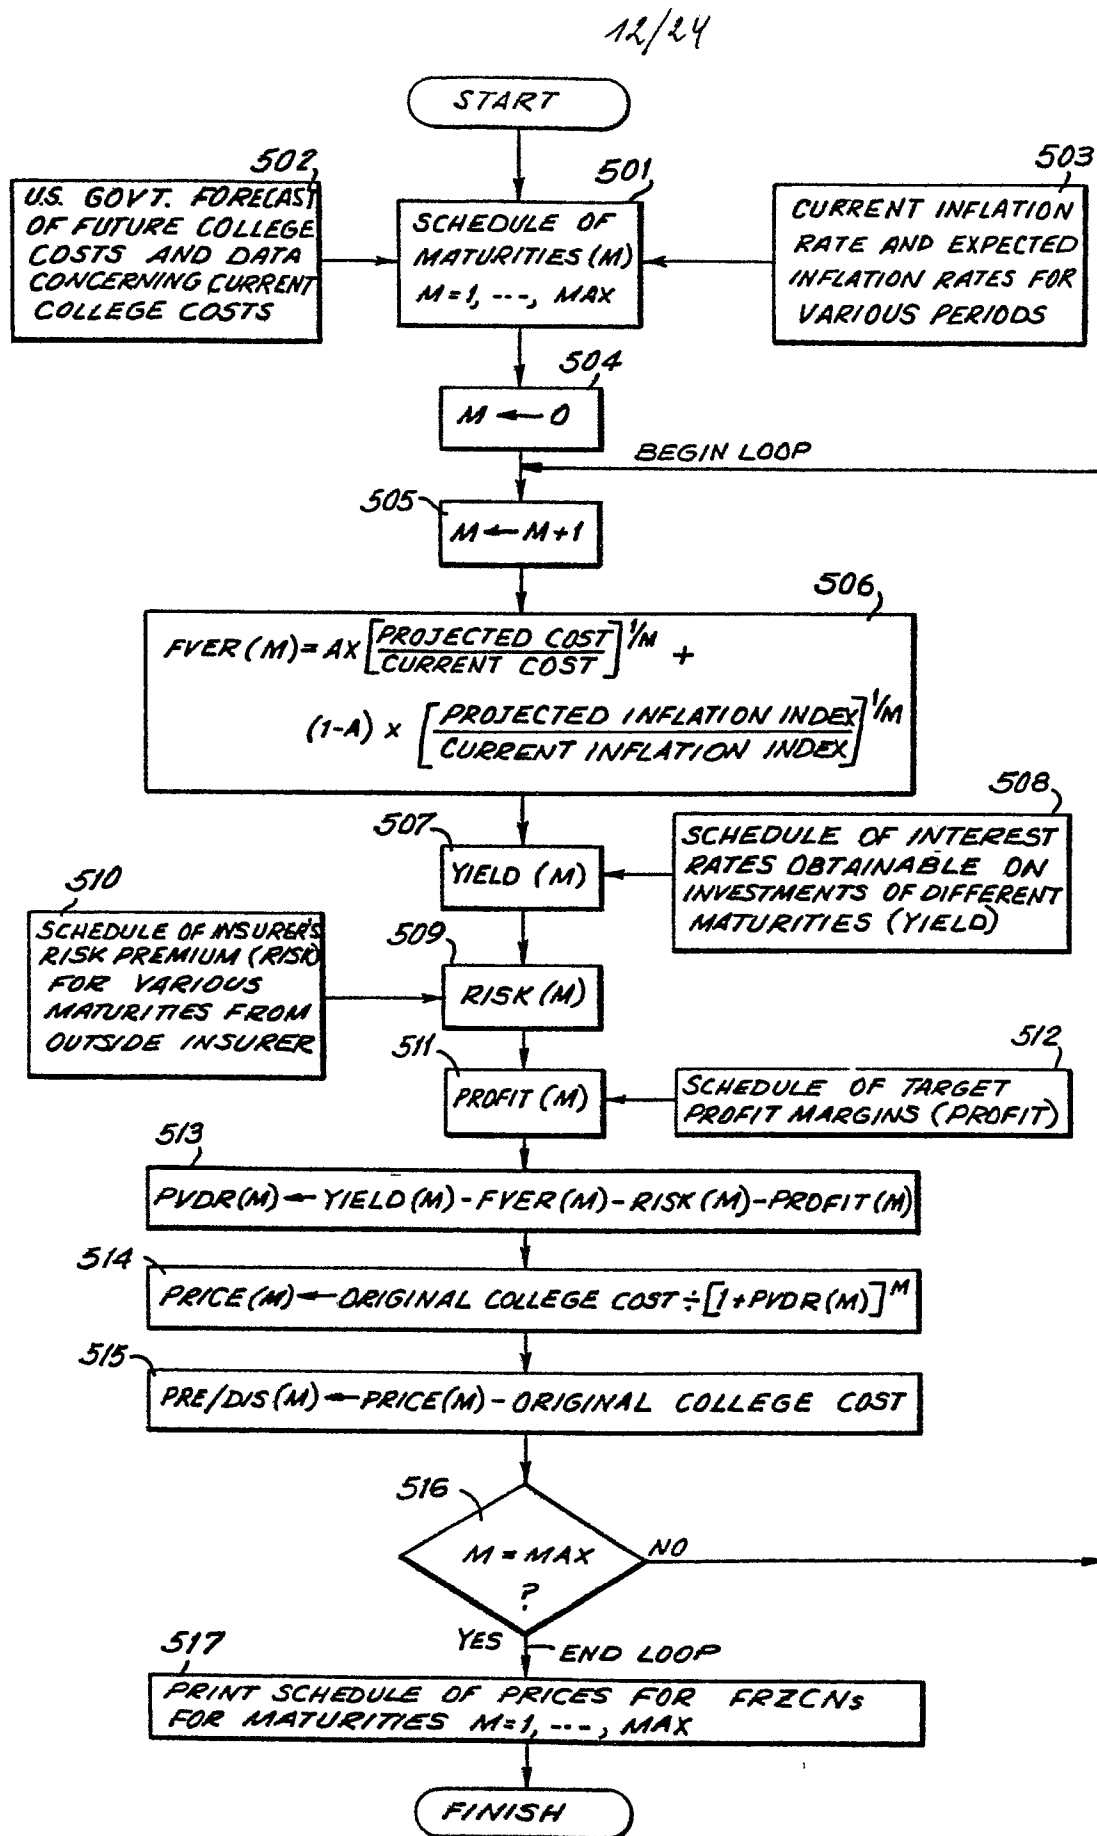 12/24
START
502
U.S. GOVT. FORECAST
OF FUTURE COLLEGE
COSTS AND DATA
CONCERNING CURRENT
COLLEGE COSTS
501
SCHEDULE OF
MATURITIES (M)
M=1, ---, MAX
503
CURRENT INFLATION
RATE AND EXPECTED
INFLATION RATES FOR
VARIOUS PERIODS
504
M ← 0
BEGIN LOOP
505
M ← M+1
506
FVER(M) = A X [PROJECTED COST / CURRENT COST]^1/M +
(1-A) X [PROJECTED INFLATION INDEX / CURRENT INFLATION INDEX]^1/M
507
YIELD (M)
508
SCHEDULE OF INTEREST
RATES OBTAINABLE ON
INVESTMENTS OF DIFFERENT
MATURITIES (YIELD)
510
SCHEDULE OF INSURER'S
RISK PREMIUM (RISK)
FOR VARIOUS
MATURITIES FROM
OUTSIDE INSURER
509
RISK (M)
511
PROFIT (M)
512
SCHEDULE OF TARGET
PROFIT MARGINS (PROFIT)
513
PVDR(M) ← YIELD(M) - FVER(M) - RISK(M) - PROFIT(M)
514
PRICE(M) ← ORIGINAL COLLEGE COST ÷ [1+PVDR(M)]^M
515
PRE/DIS(M) ← PRICE(M) - ORIGINAL COLLEGE COST
516
M = MAX
?
NO
YES
END LOOP
517
PRINT SCHEDULE OF PRICES FOR FRZCNs
FOR MATURITIES M=1, ---, MAX
FINISH